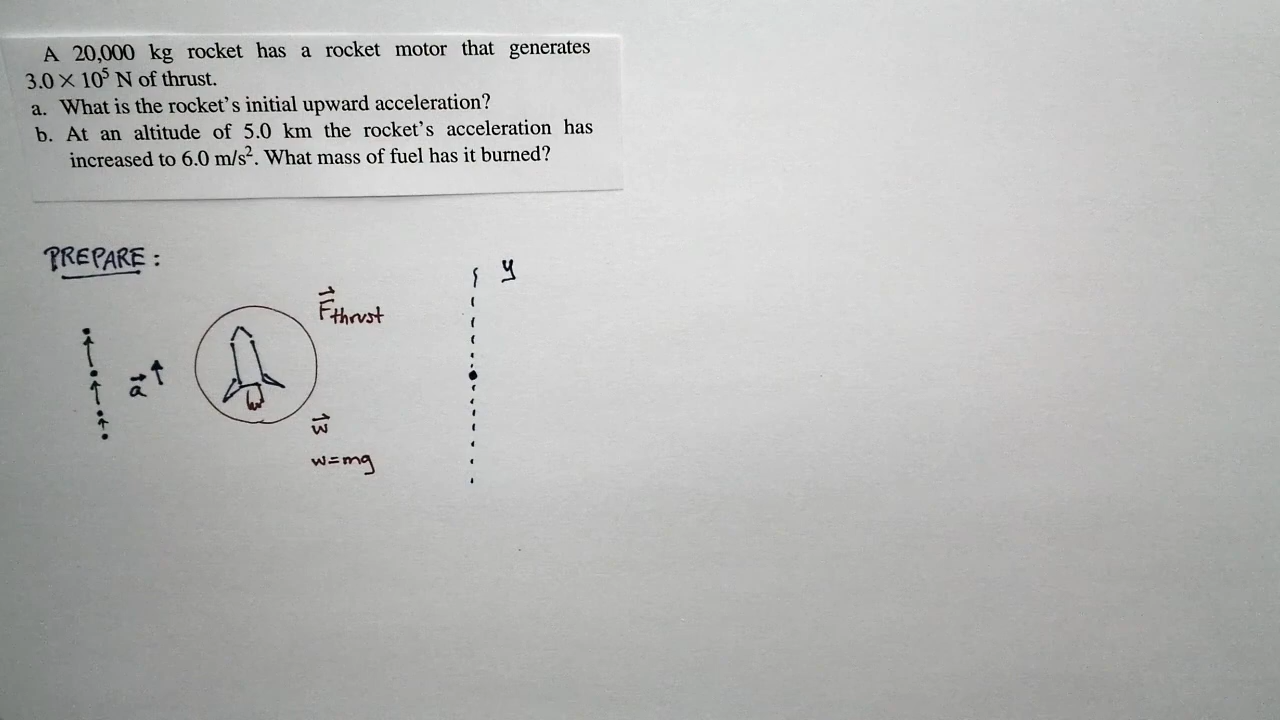 A 20,000 kg rocket has a rocket motor that generates
3.0 × 10⁵ N of thrust.
a. What is the rocket's initial upward acceleration?
b. At an altitude of 5.0 km the rocket's acceleration has
increased to 6.0 m/s². What mass of fuel has it burned?
PREPARE:
y
F⃗thrust
a⃗
w⃗
w=mg